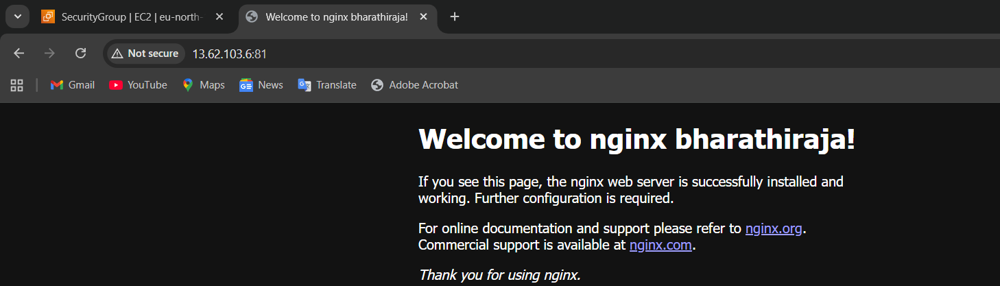 SecurityGroup | EC2 | eu-north-
Welcome to nginx bharathiraja!
Not secure
13.62.103.6:81
Gmail
YouTube
Maps
News
Translate
Adobe Acrobat
Welcome to nginx bharathiraja!
If you see this page, the nginx web server is successfully installed and
working. Further configuration is required.
For online documentation and support please refer to nginx.org.
Commercial support is available at nginx.com.
Thank you for using nginx.